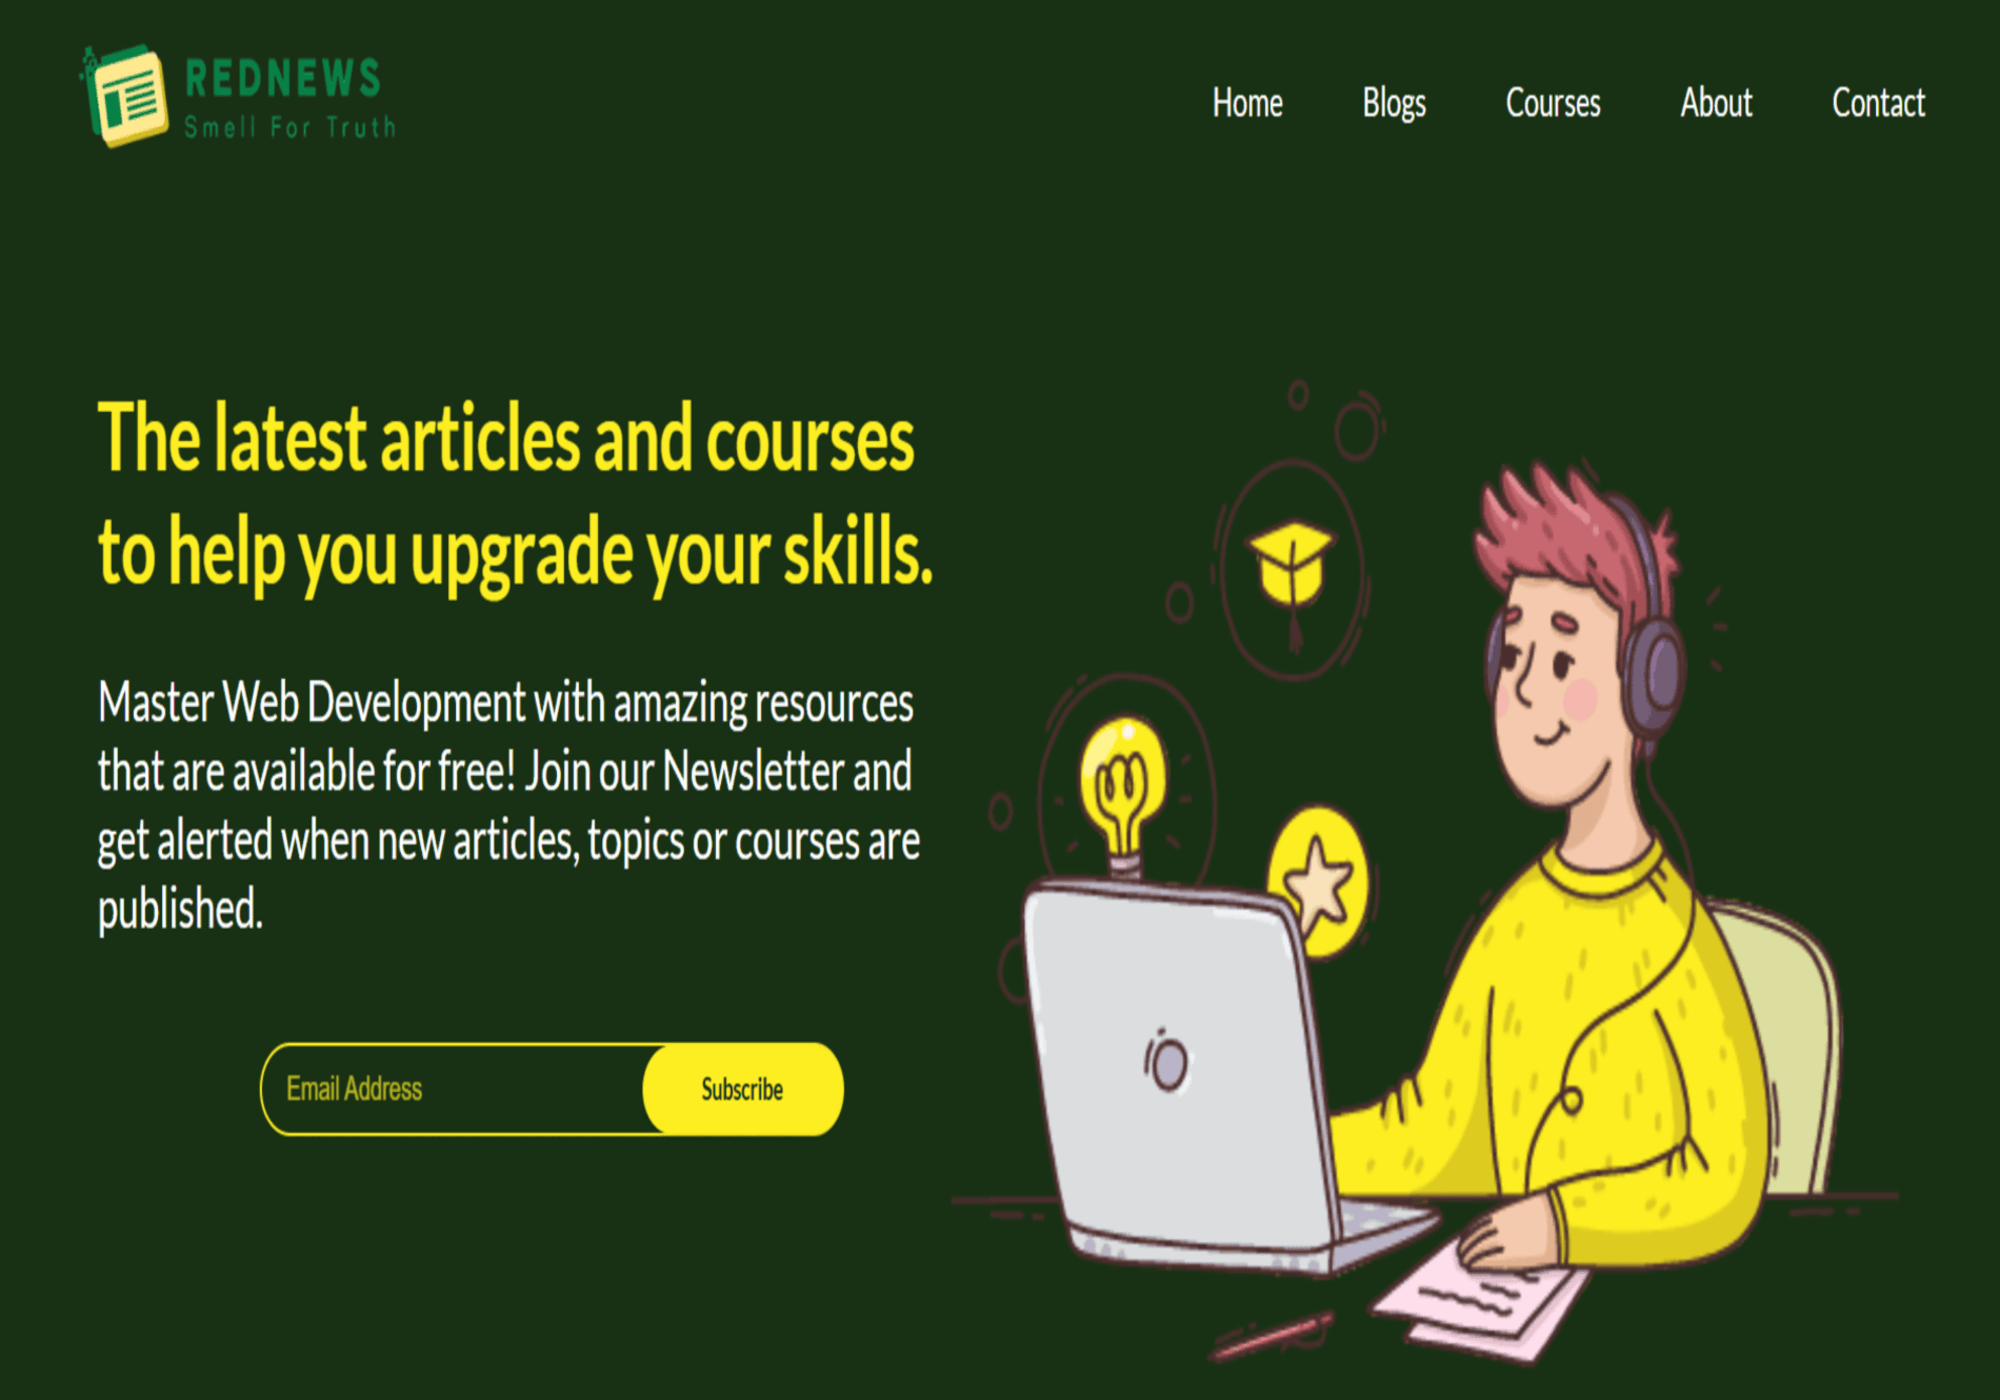 REDNEWS
Smell For Truth
Home Blogs Courses About Contact
The latest articles and courses
to help you upgrade your skills.
Master Web Development with amazing resources
that are available for free! Join our Newsletter and
get alerted when new articles, topics or courses are
published.
Email Address Subscribe